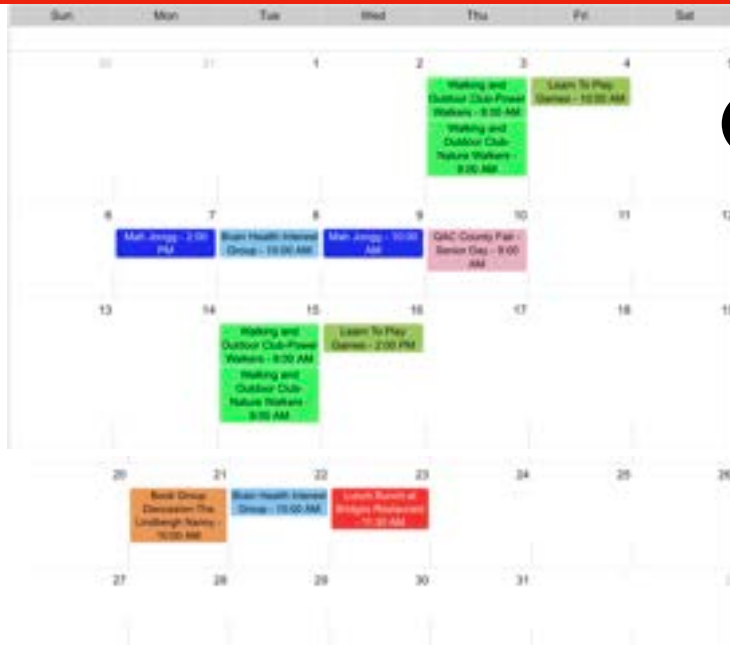 Sun Mon Tue Wed Thu Fri Sat
30 31 1 2 3 4
Walking and
Outdoor Club-Power
Walkers - 9:00 AM
Walking and
Outdoor Club-
Nature Walkers -
9:00 AM
Learn To Play
Games - 10:00 AM
6 7 8 9 10 11 12
Mah Jongg - 2:00
PM
Brain Health Interest
Group - 10:00 AM
Mah Jongg - 10:00
AM
QAC County Fair -
Senior Day - 9:00
AM
13 14 15 16 17 18
Walking and
Outdoor Club-Power
Walkers - 9:00 AM
Walking and
Outdoor Club-
Nature Walkers -
9:00 AM
Learn To Play
Games - 2:00 PM
20 21 22 23 24 25 26
Book Group
Discussion-The
Lindbergh Nanny -
10:00 AM
Brain Health Interest
Group - 10:00 AM
Lunch Bunch at
Bridges Restaurant
- 11:30 AM
27 28 29 30 31